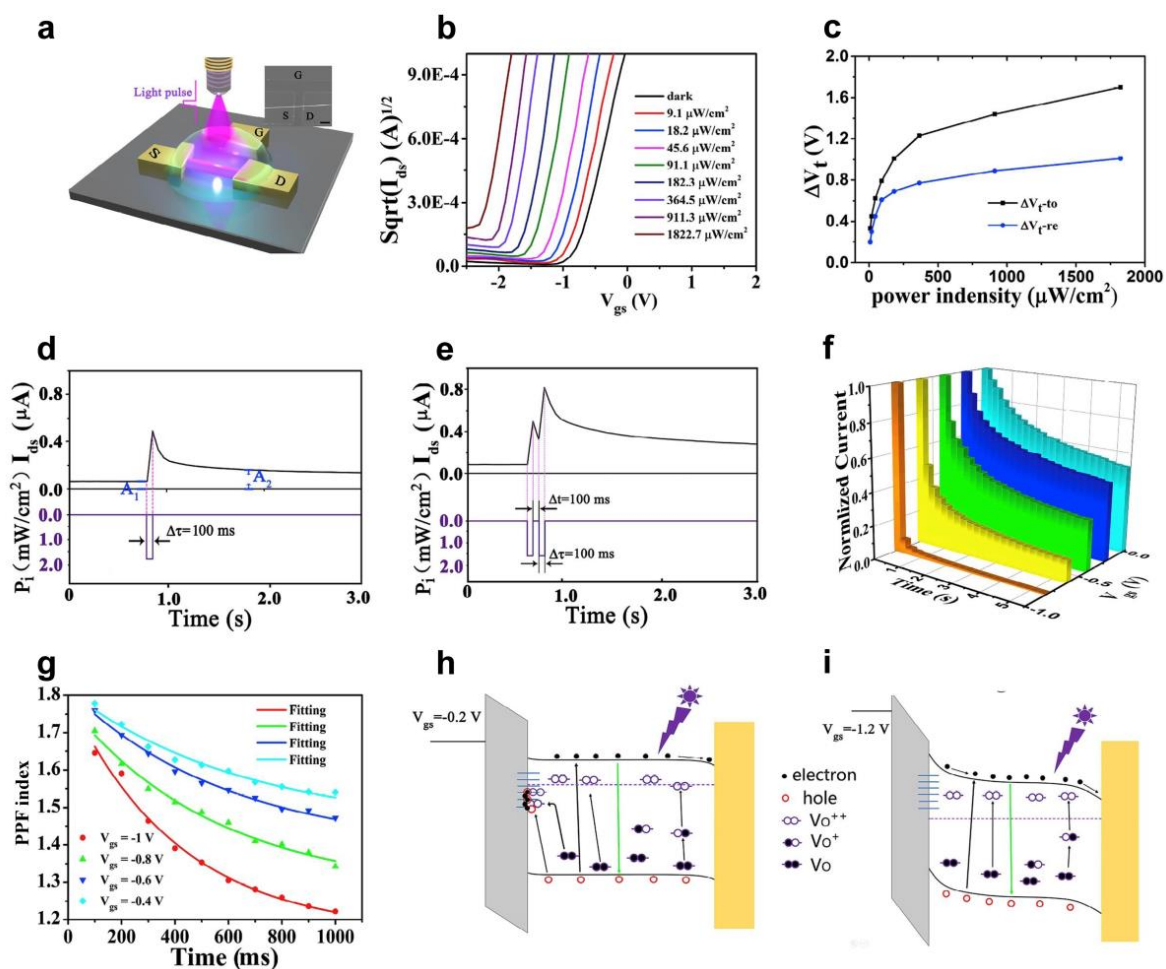 a
Light pulse
G
S D
G
S
D
b
Sqrt(I_ds) (A)^1/2
9.0E-4
6.0E-4
3.0E-4
0.0
-2 -1 0 1 2
V_gs (V)
dark
9.1 μW/cm²
18.2 μW/cm²
45.6 μW/cm²
91.1 μW/cm²
182.3 μW/cm²
364.5 μW/cm²
911.3 μW/cm²
1822.7 μW/cm²
c
ΔV_t (V)
2.0
1.6
1.2
0.8
0.4
0.0
0 500 1000 1500 2000
power indensity (μW/cm²)
ΔV_t-to
ΔV_t-re
d
P_i (mW/cm²) I_ds (μA)
0.8
0.4
0.0
0.0
1.0
2.0
A_1
A_2
Δτ=100 ms
0 1.0 2.0 3.0
Time (s)
e
P_i (mW/cm²) I_ds (μA)
0.8
0.4
0.0
0.0
1.0
2.0
Δt=100 ms
Δτ=100 ms
0 1.0 2.0 3.0
Time (s)
f
Normlized Current
1.0
0.8
0.6
0.4
0.2
0.0
1 2 3 4 5
Time (s)
-1.0
-0.5
0.0
V_gs (V)
g
PPF index
1.8
1.7
1.6
1.5
1.4
1.3
1.2
0 200 400 600 800 1000
Time (ms)
Fitting
Fitting
Fitting
Fitting
V_gs = -1 V
V_gs = -0.8 V
V_gs = -0.6 V
V_gs = -0.4 V
h
V_gs=-0.2 V
electron
hole
Vo⁺⁺
Vo⁺
Vo
i
V_gs=-1.2 V